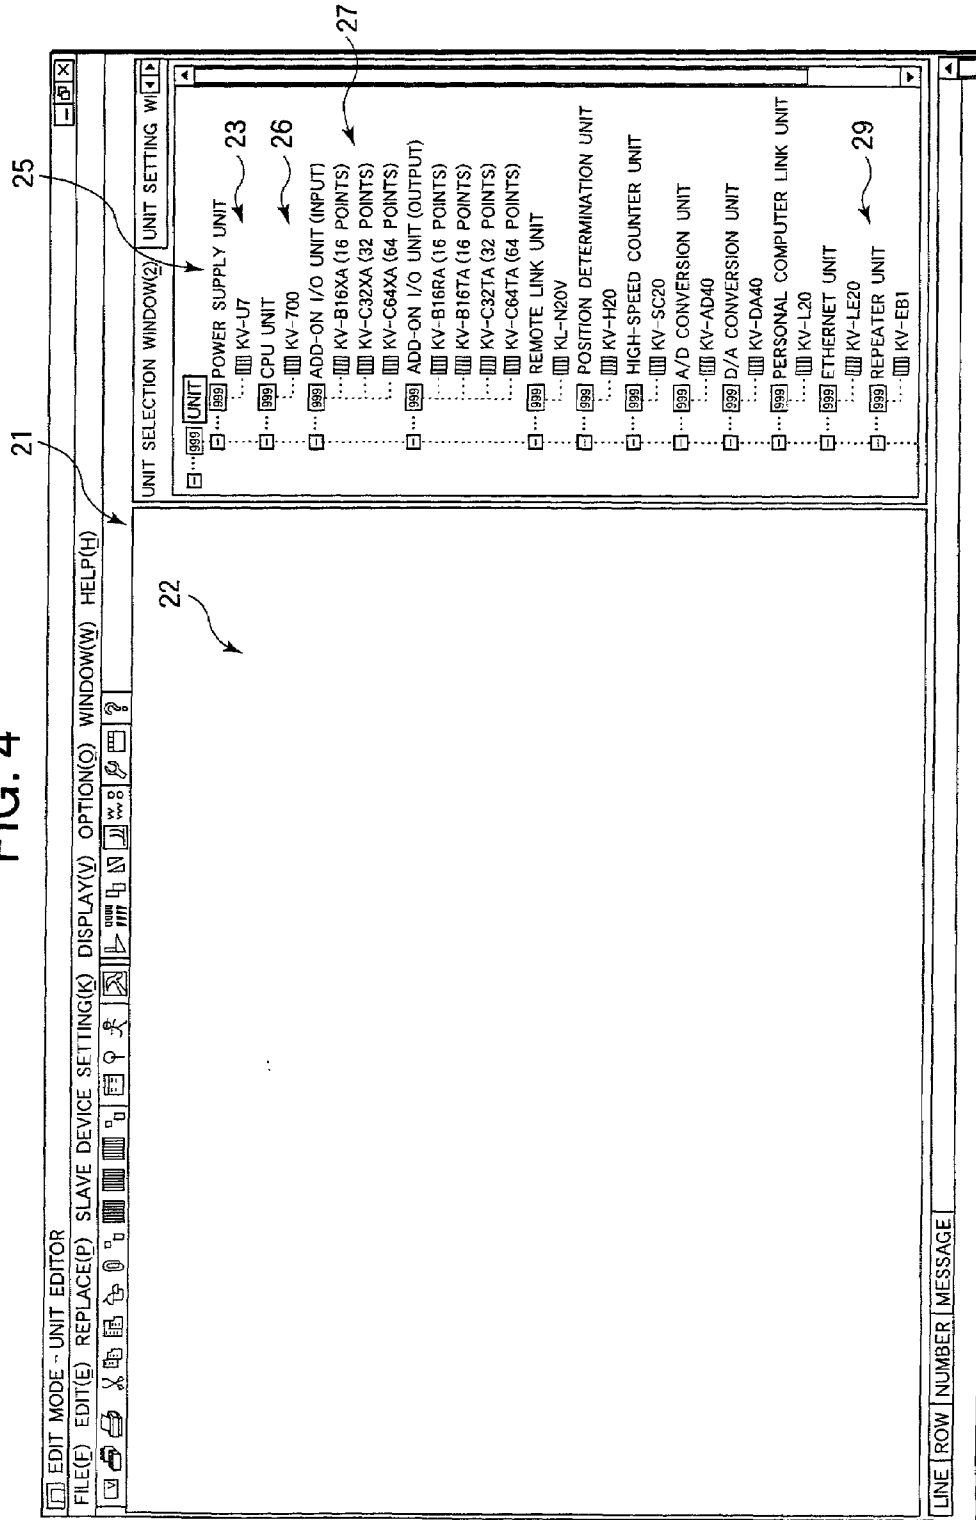 FIG. 4
21
25
EDIT MODE - UNIT EDITOR
FILE(F) EDIT(E) REPLACE(P) SLAVE DEVICE SETTING(K) DISPLAY(V) OPTION(O) WINDOW(W) HELP(H)
?
UNIT SELECTION WINDOW(2) UNIT SETTING WI
22
999 UNIT
999 POWER SUPPLY UNIT
KV-U7
23
999 CPU UNIT
KV-700
26
999 ADD-ON I/O UNIT (INPUT)
KV-B16XA (16 POINTS)
KV-C32XA (32 POINTS)
KV-C64XA (64 POINTS)
27
999 ADD-ON I/O UNIT (OUTPUT)
KV-B16RA (16 POINTS)
KV-B16TA (16 POINTS)
KV-C32TA (32 POINTS)
KV-C64TA (64 POINTS)
999 REMOTE LINK UNIT
KL-N20V
999 POSITION DETERMINATION UNIT
KV-H20
999 HIGH-SPEED COUNTER UNIT
KV-SC20
999 A/D CONVERSION UNIT
KV-AD40
999 D/A CONVERSION UNIT
KV-DA40
999 PERSONAL COMPUTER LINK UNIT
KV-L20
999 ETHERNET UNIT
KV-LE20
999 REPEATER UNIT
KV-EB1
29
LINE ROW NUMBER MESSAGE